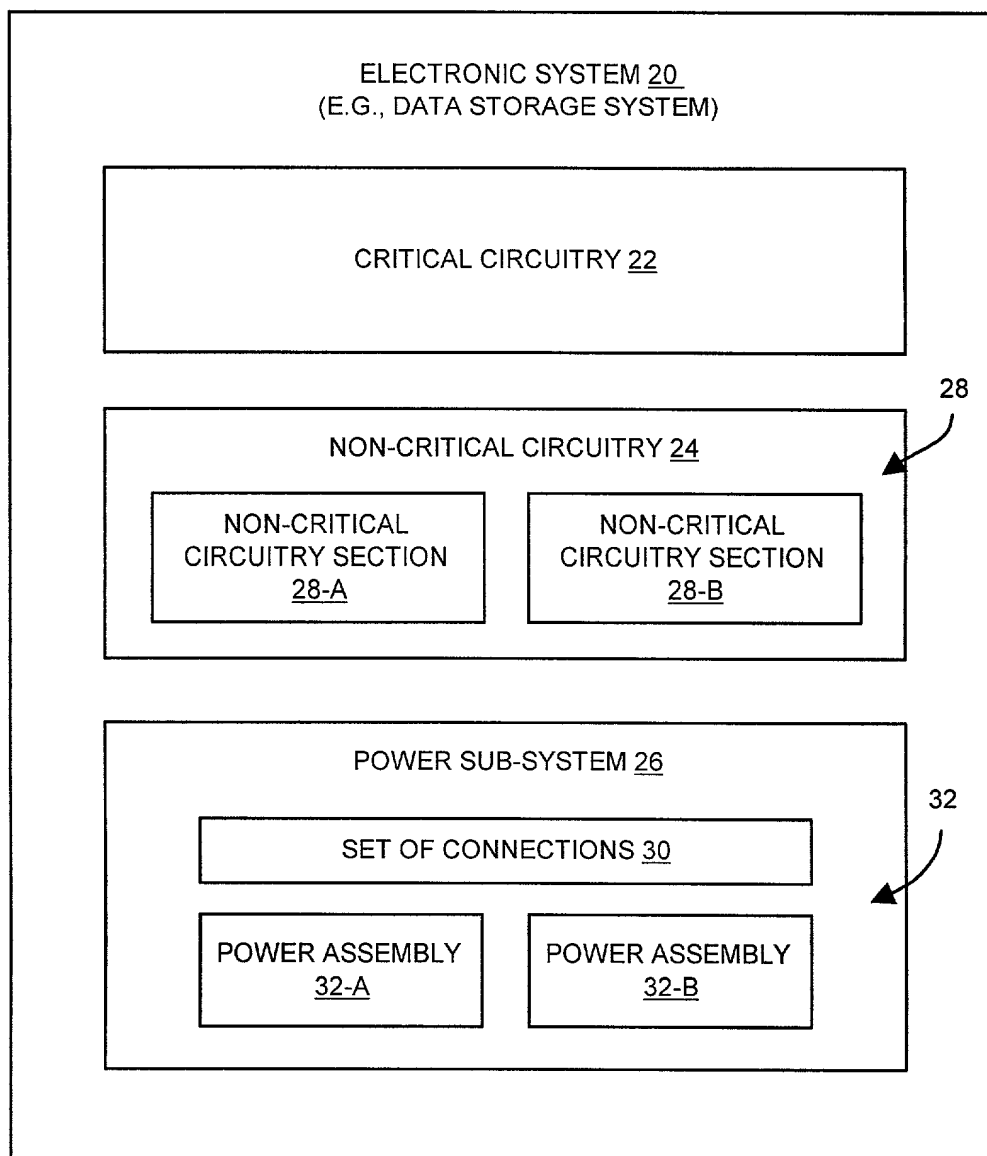 ELECTRONIC SYSTEM 20
(E.G., DATA STORAGE SYSTEM)
CRITICAL CIRCUITRY 22
28
NON-CRITICAL CIRCUITRY 24
NON-CRITICAL
CIRCUITRY SECTION
28-A
NON-CRITICAL
CIRCUITRY SECTION
28-B
POWER SUB-SYSTEM 26
32
SET OF CONNECTIONS 30
POWER ASSEMBLY
32-A
POWER ASSEMBLY
32-B